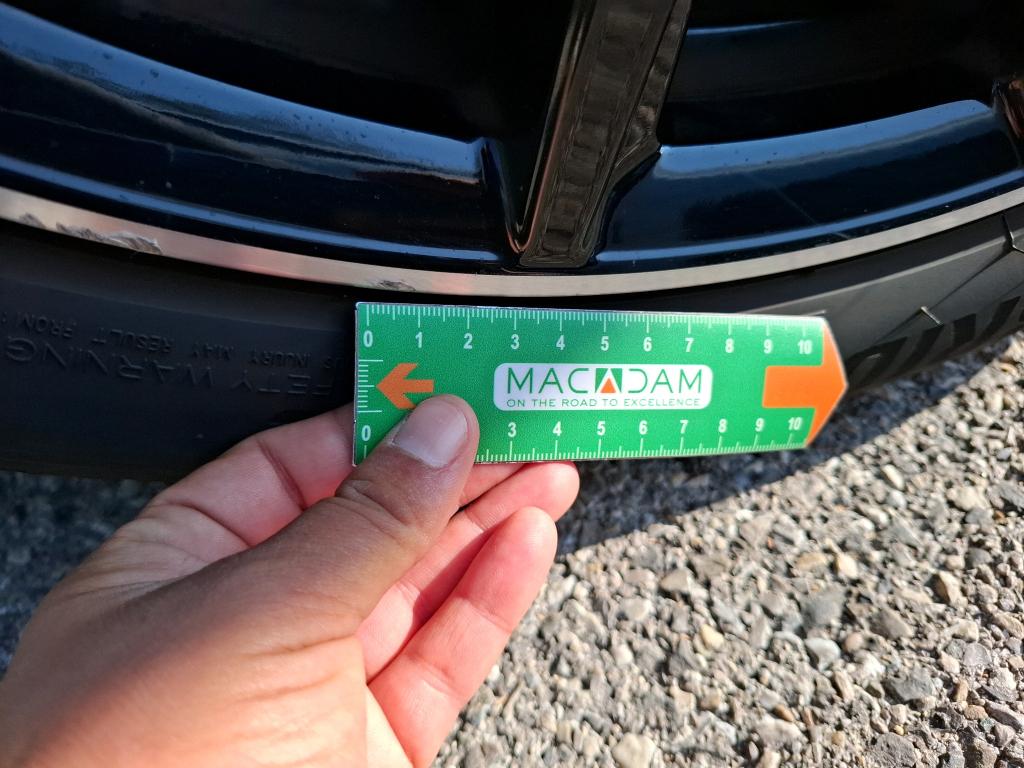 0 1 2 3 4 5 6 7 8 9 10
MACADAM
ON THE ROAD TO EXCELLENCE
0 3 4 5 6 7 8 9 10
WARNING
INJURY MAY RESULT FROM